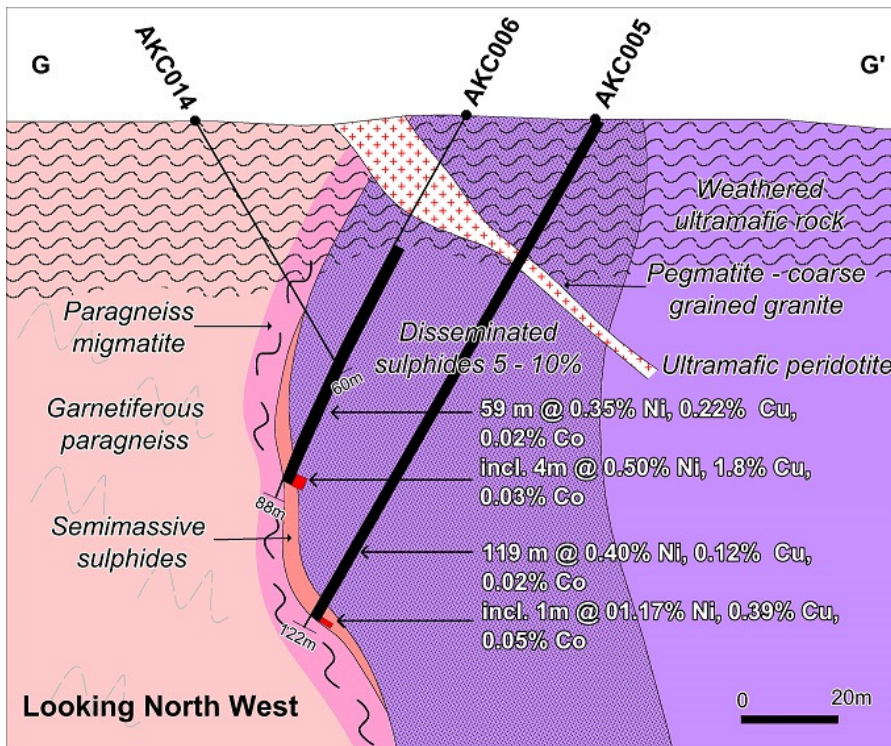 G
AKC014
AKC006
AKC005
G'
Weathered
ultramafic rock
Pegmatite - coarse
grained granite
Paragneiss
migmatite
Disseminated
sulphides 5 - 10%
Ultramafic peridotite
60m
Garnetiferous
paragneiss
59 m @ 0.35% Ni, 0.22% Cu,
0.02% Co
incl. 4m @ 0.50% Ni, 1.8% Cu,
0.03% Co
88m
Semimassive
sulphides
119 m @ 0.40% Ni, 0.12% Cu,
0.02% Co
incl. 1m @ 01.17% Ni, 0.39% Cu,
0.05% Co
122m
Looking North West
0 20m